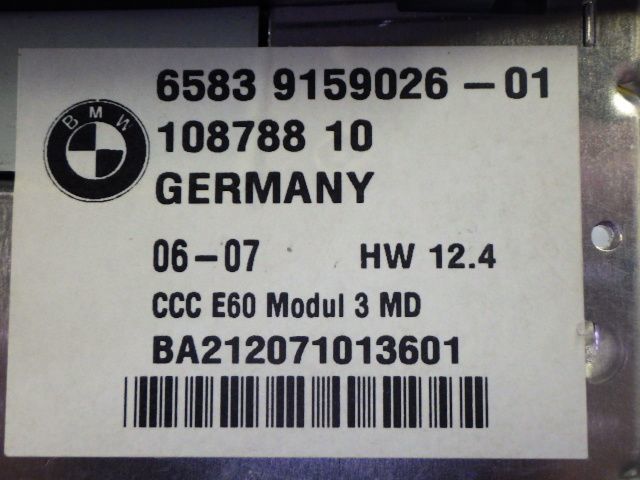 BMW
6583 9159026-01
108788 10
GERMANY
06-07 HW 12.4
CCC E60 Modul 3 MD
BA212071013601